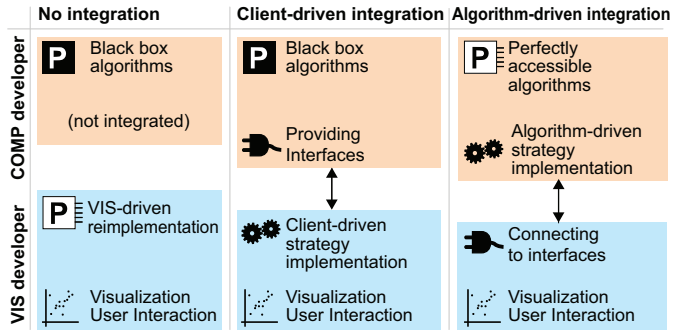 No integration
Client-driven integration
Algorithm-driven integration
COMP developer
P
Black box
algorithms
(not integrated)
P
Black box
algorithms
Providing
Interfaces
P
Perfectly
accessible
algorithms
Algorithm-driven
strategy
implementation
VIS developer
P
VIS-driven
reimplementation
Visualization
User Interaction
Client-driven
strategy
implementation
Visualization
User Interaction
Connecting
to interfaces
Visualization
User Interaction